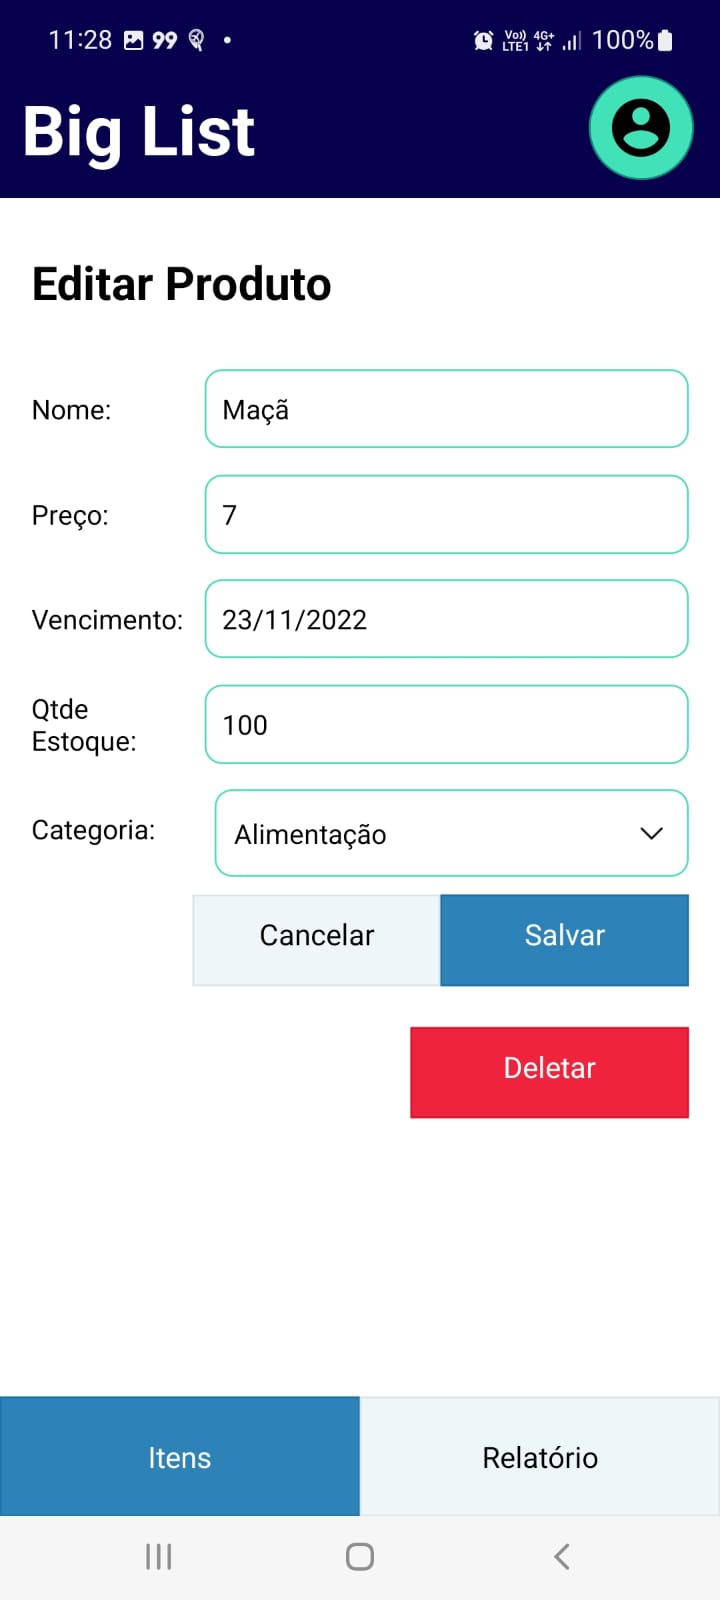 11:28 99 Vo)) LTE1 4G+ 100%
Big List
Editar Produto
Nome: Maçã
Preço: 7
Vencimento: 23/11/2022
Qtde
Estoque: 100
Categoria: Alimentação
Cancelar Salvar
Deletar
Itens Relatório